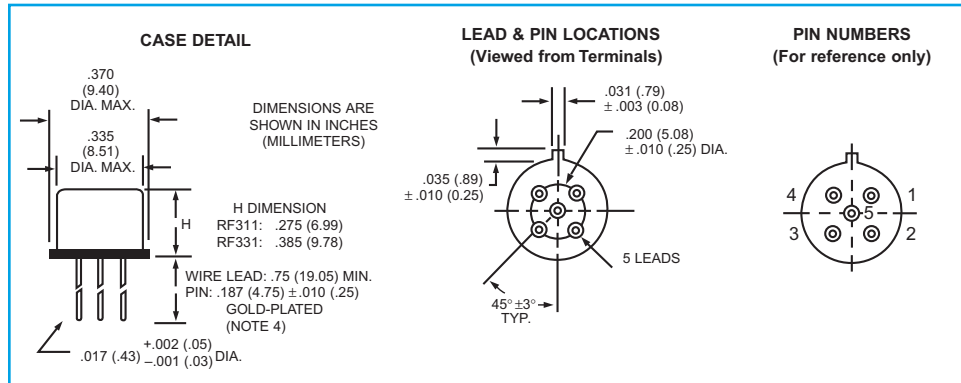 CASE DETAIL
.370
(9.40)
DIA. MAX.
.335
(8.51)
DIA. MAX.
DIMENSIONS ARE
SHOWN IN INCHES
(MILLIMETERS)
H
H DIMENSION
RF311: .275 (6.99)
RF331: .385 (9.78)
WIRE LEAD: .75 (19.05) MIN.
PIN: .187 (4.75) ±.010 (.25)
GOLD-PLATED
(NOTE 4)
.017 (.43) +.002 (.05) –.001 (.03) DIA.
LEAD & PIN LOCATIONS
(Viewed from Terminals)
.031 (.79)
± .003 (0.08)
.200 (5.08)
± .010 (.25) DIA.
.035 (.89)
± .010 (0.25)
5 LEADS
45° ±3°
TYP.
PIN NUMBERS
(For reference only)
4 1
5
3 2